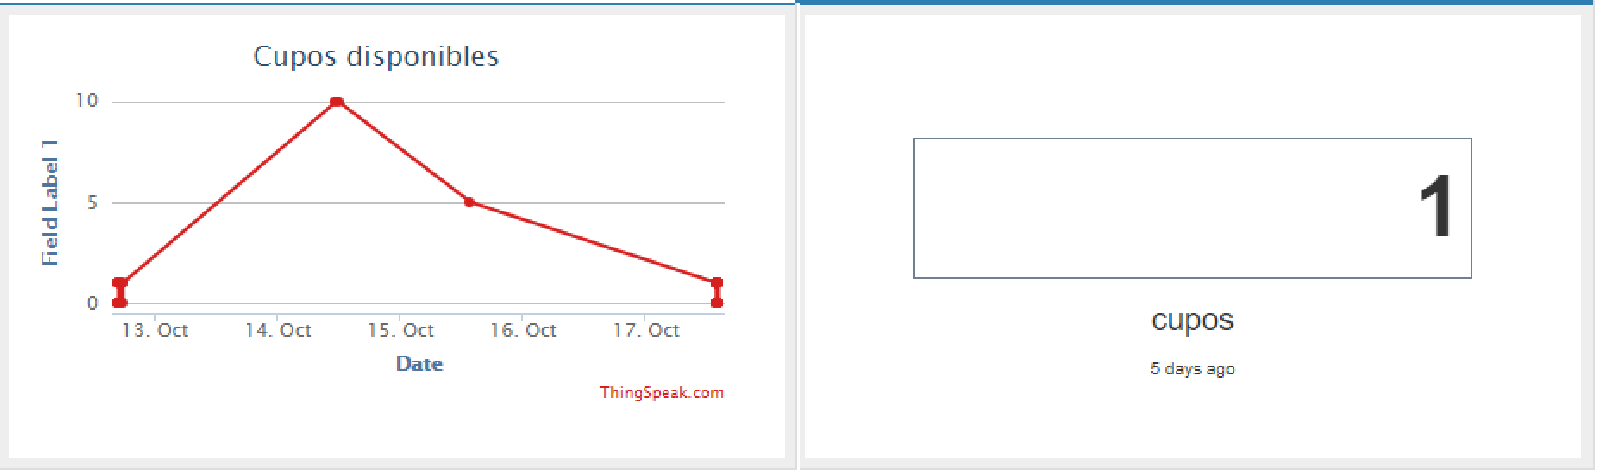 Cupos disponibles
Field Label 1
10
5
0
13. Oct 14. Oct 15. Oct 16. Oct 17. Oct
Date
ThingSpeak.com
1
cupos
5 days ago